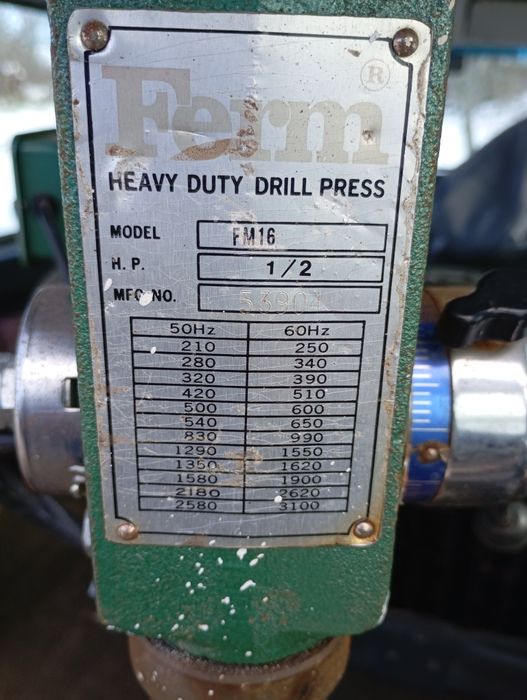 Ferm ®
HEAVY DUTY DRILL PRESS
MODEL FM16
H. P. 1/2
MFG NO. 53904
50Hz 60Hz
210 250
280 340
320 390
420 510
500 600
540 650
830 990
1290 1550
1350 1620
1580 1900
2180 2620
2580 3100